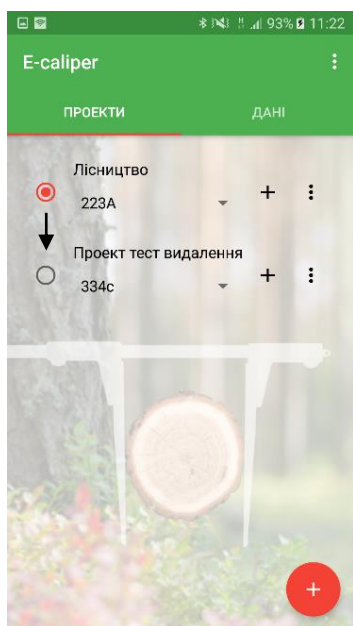 93% 11:22
E-caliper
ПРОЕКТИ ДАНІ
Лісництво
223А
Проект тест видалення
334с